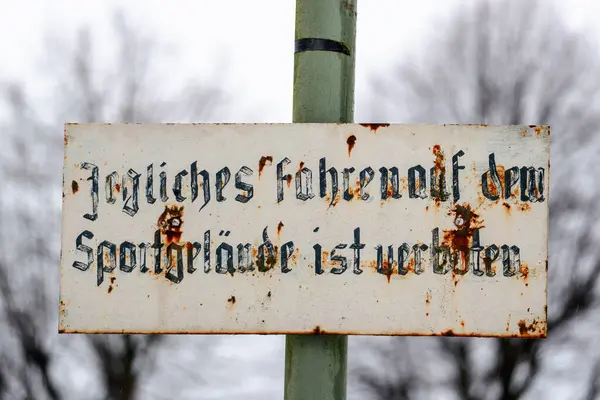 Jegliches Fahren auf dem
Sportgelände ist verboten